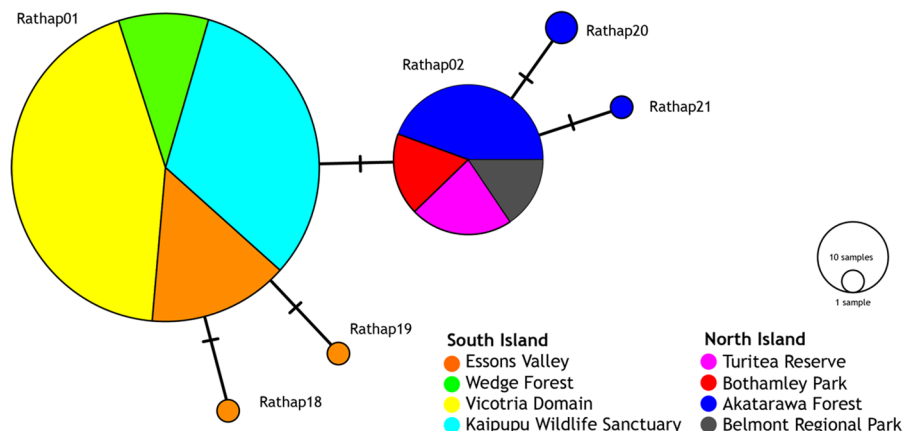 Rathap01
Rathap20
Rathap02
Rathap21
10 samples
1 sample
Rathap19
Rathap18
South Island
Essons Valley
Wedge Forest
Vicotria Domain
Kaipupu Wildlife Sanctuary
North Island
Turitea Reserve
Bothamley Park
Akatarawa Forest
Belmont Regional Park